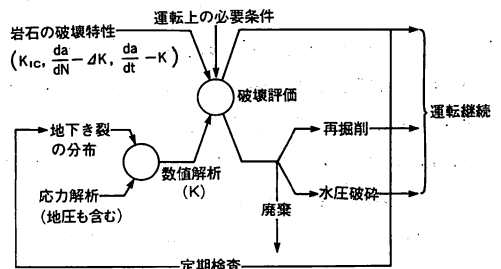 運転上の必要条件
岩石の破壊特性
(K_IC, da/dN－ΔK, da/dt－K)
破壊評価
運転継続
地下き裂
の分布
再掘削
数値解析
(K)
応力解析
(地圧も含む)
水圧破砕
廃棄
定期検査